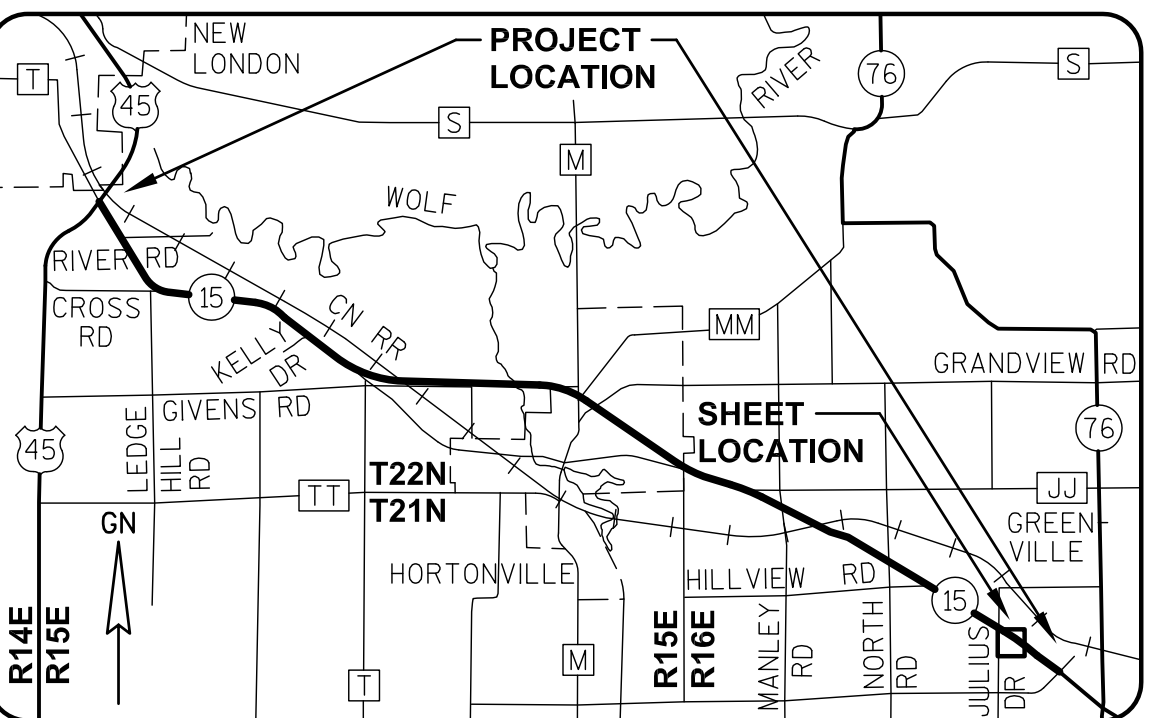 NEW
LONDON
PROJECT
LOCATION
RIVER
76
S
T
45
S
M
WOLF
RIVER RD
15
CROSS
RD
CN RR
KELLY
DR
MM
GRANDVIEW RD
GIVENS RD
SHEET
LOCATION
76
45
LEDGE
HILL
RD
T22N
TT
T21N
JJ
GREEN-
VILLE
GN
HORTONVILLE
HILLVIEW RD
15
R14E
R15E
R15E
R16E
MANLEY
RD
NORTH
RD
JULIUS
DR
M
T